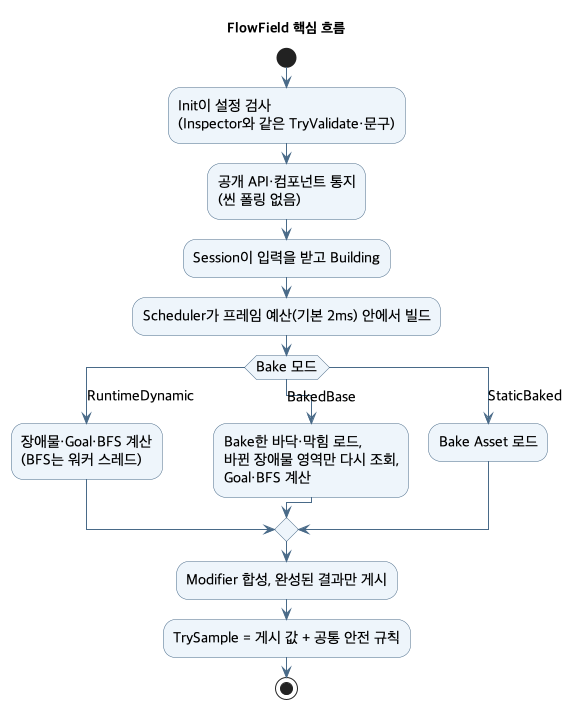 FlowField 핵심 흐름
Init이 설정 검사
(Inspector와 같은 TryValidate·문구)
공개 API·컴포넌트 통지
(씬 폴링 없음)
Session이 입력을 받고 Building
Scheduler가 프레임 예산(기본 2ms) 안에서 빌드
Bake 모드
RuntimeDynamic
장애물·Goal·BFS 계산
(BFS는 워커 스레드)
BakedBase
Bake한 바닥·막힘 로드,
바뀐 장애물 영역만 다시 조회,
Goal·BFS 계산
StaticBaked
Bake Asset 로드
Modifier 합성, 완성된 결과만 게시
TrySample = 게시 값 + 공통 안전 규칙